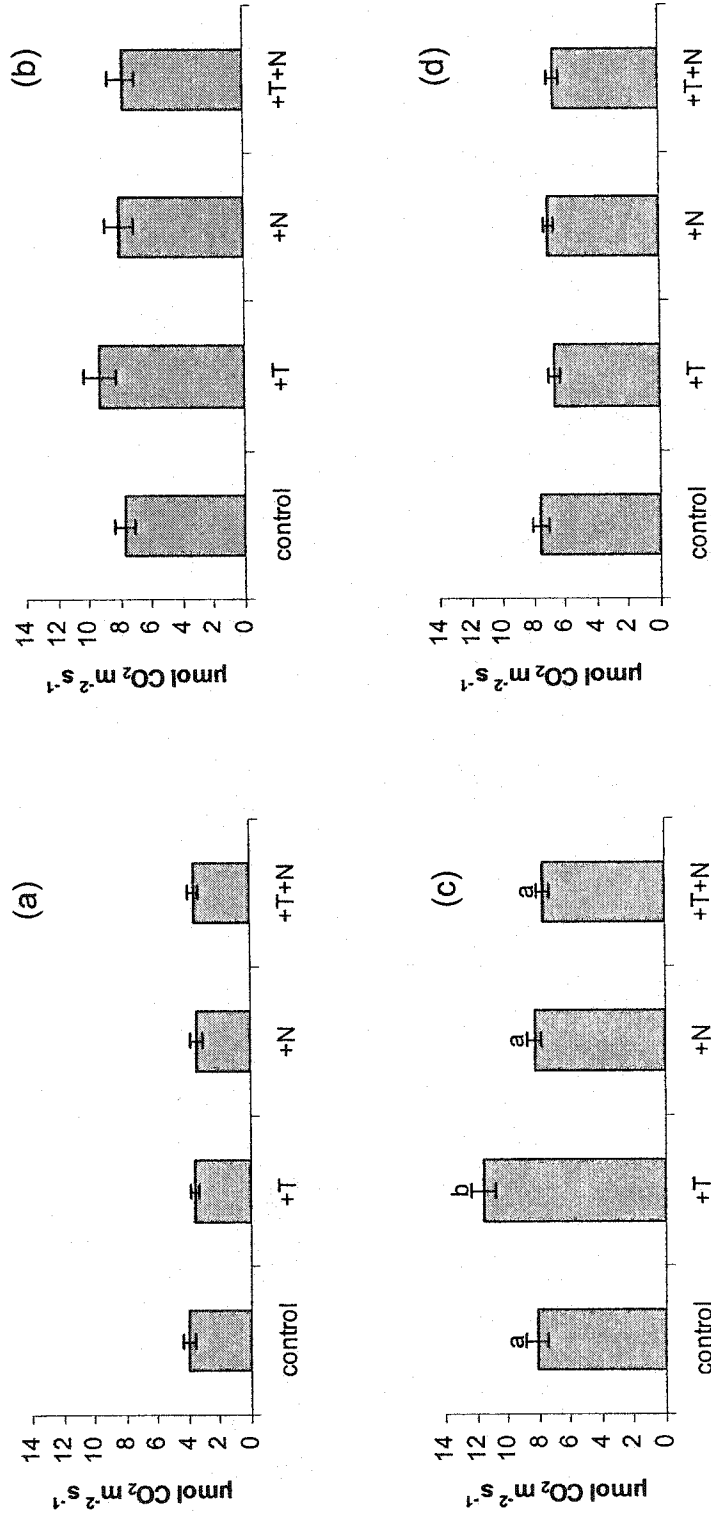 (a)
μmol CO₂ m⁻² s⁻¹
14
12
10
8
6
4
2
0
control +T +N +T+N
(b)
μmol CO₂ m⁻² s⁻¹
14
12
10
8
6
4
2
0
control +T +N +T+N
(c)
μmol CO₂ m⁻² s⁻¹
14
12
10
8
6
4
2
0
a b a a
control +T +N +T+N
(d)
μmol CO₂ m⁻² s⁻¹
14
12
10
8
6
4
2
0
control +T +N +T+N